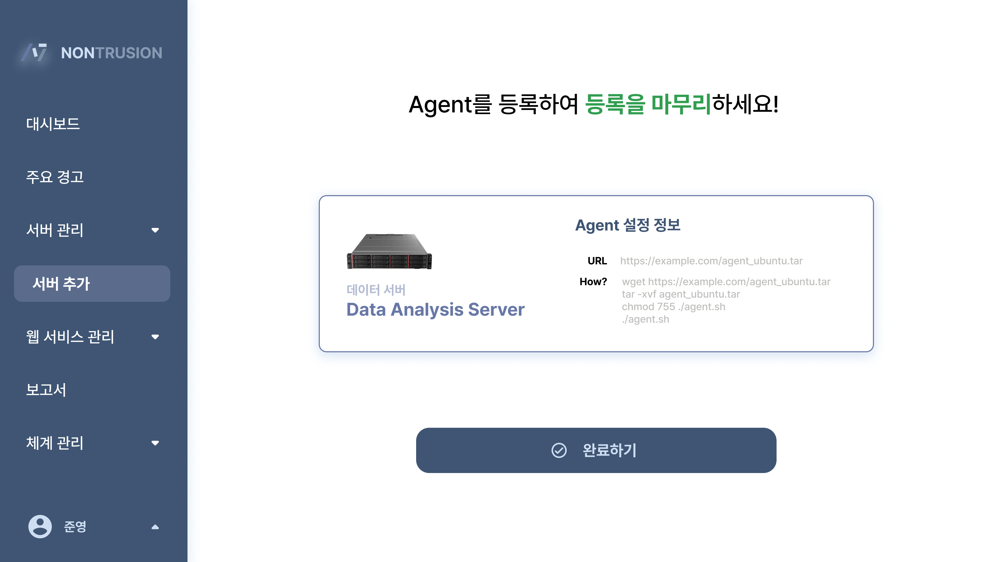 NONTRUSION
대시보드
주요 경고
서버 관리
서버 추가
웹 서비스 관리
보고서
체계 관리
준영
Agent를 등록하여 등록을 마무리하세요!
데이터 서버
Data Analysis Server
Agent 설정 정보
URL https://example.com/agent_ubuntu.tar
How? wget https://example.com/agent_ubuntu.tar
tar -xvf agent_ubuntu.tar
chmod 755 ./agent.sh
./agent.sh
완료하기